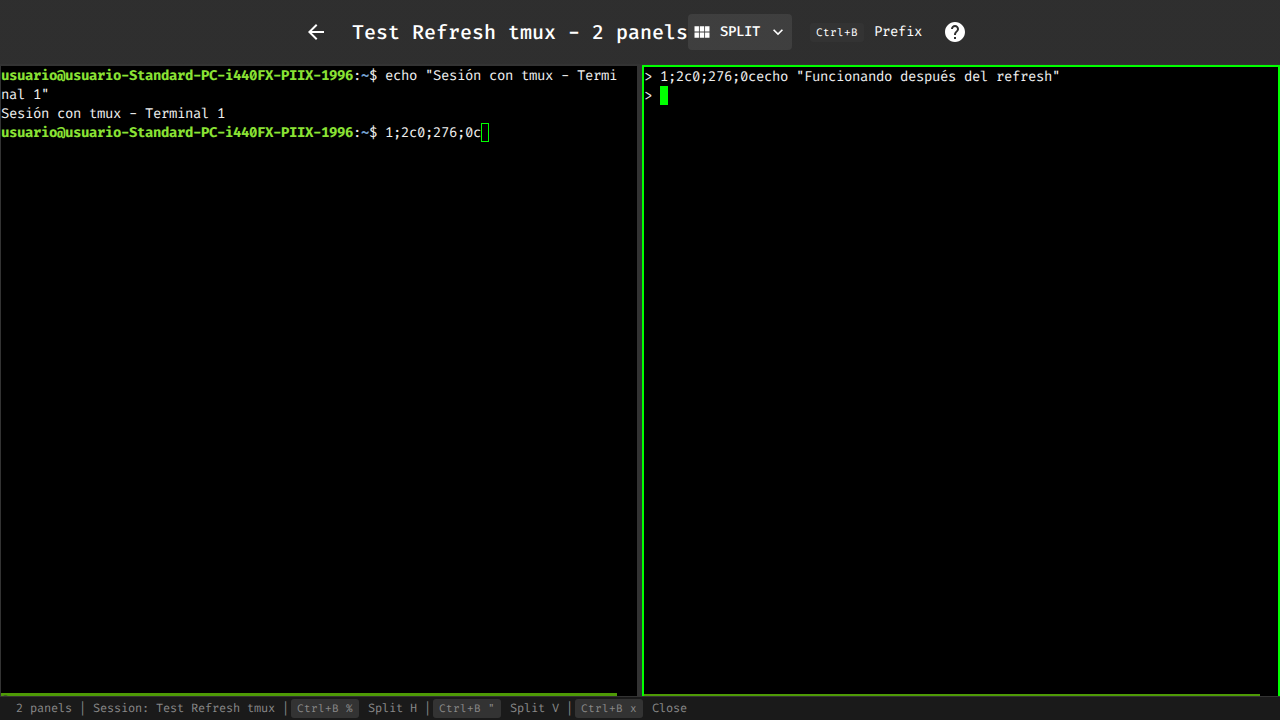 Test Refresh tmux - 2 panels SPLIT Ctrl+B Prefix ?
usuario@usuario-Standard-PC-i440FX-PIIX-1996:~$ echo "Sesión con tmux - Termi
nal 1"
Sesión con tmux - Terminal 1
usuario@usuario-Standard-PC-i440FX-PIIX-1996:~$ 1;2c0;276;0c
> 1;2c0;276;0cecho "Funcionando después del refresh"
>
2 panels | Session: Test Refresh tmux | Ctrl+B % Split H | Ctrl+B " Split V | Ctrl+B x Close